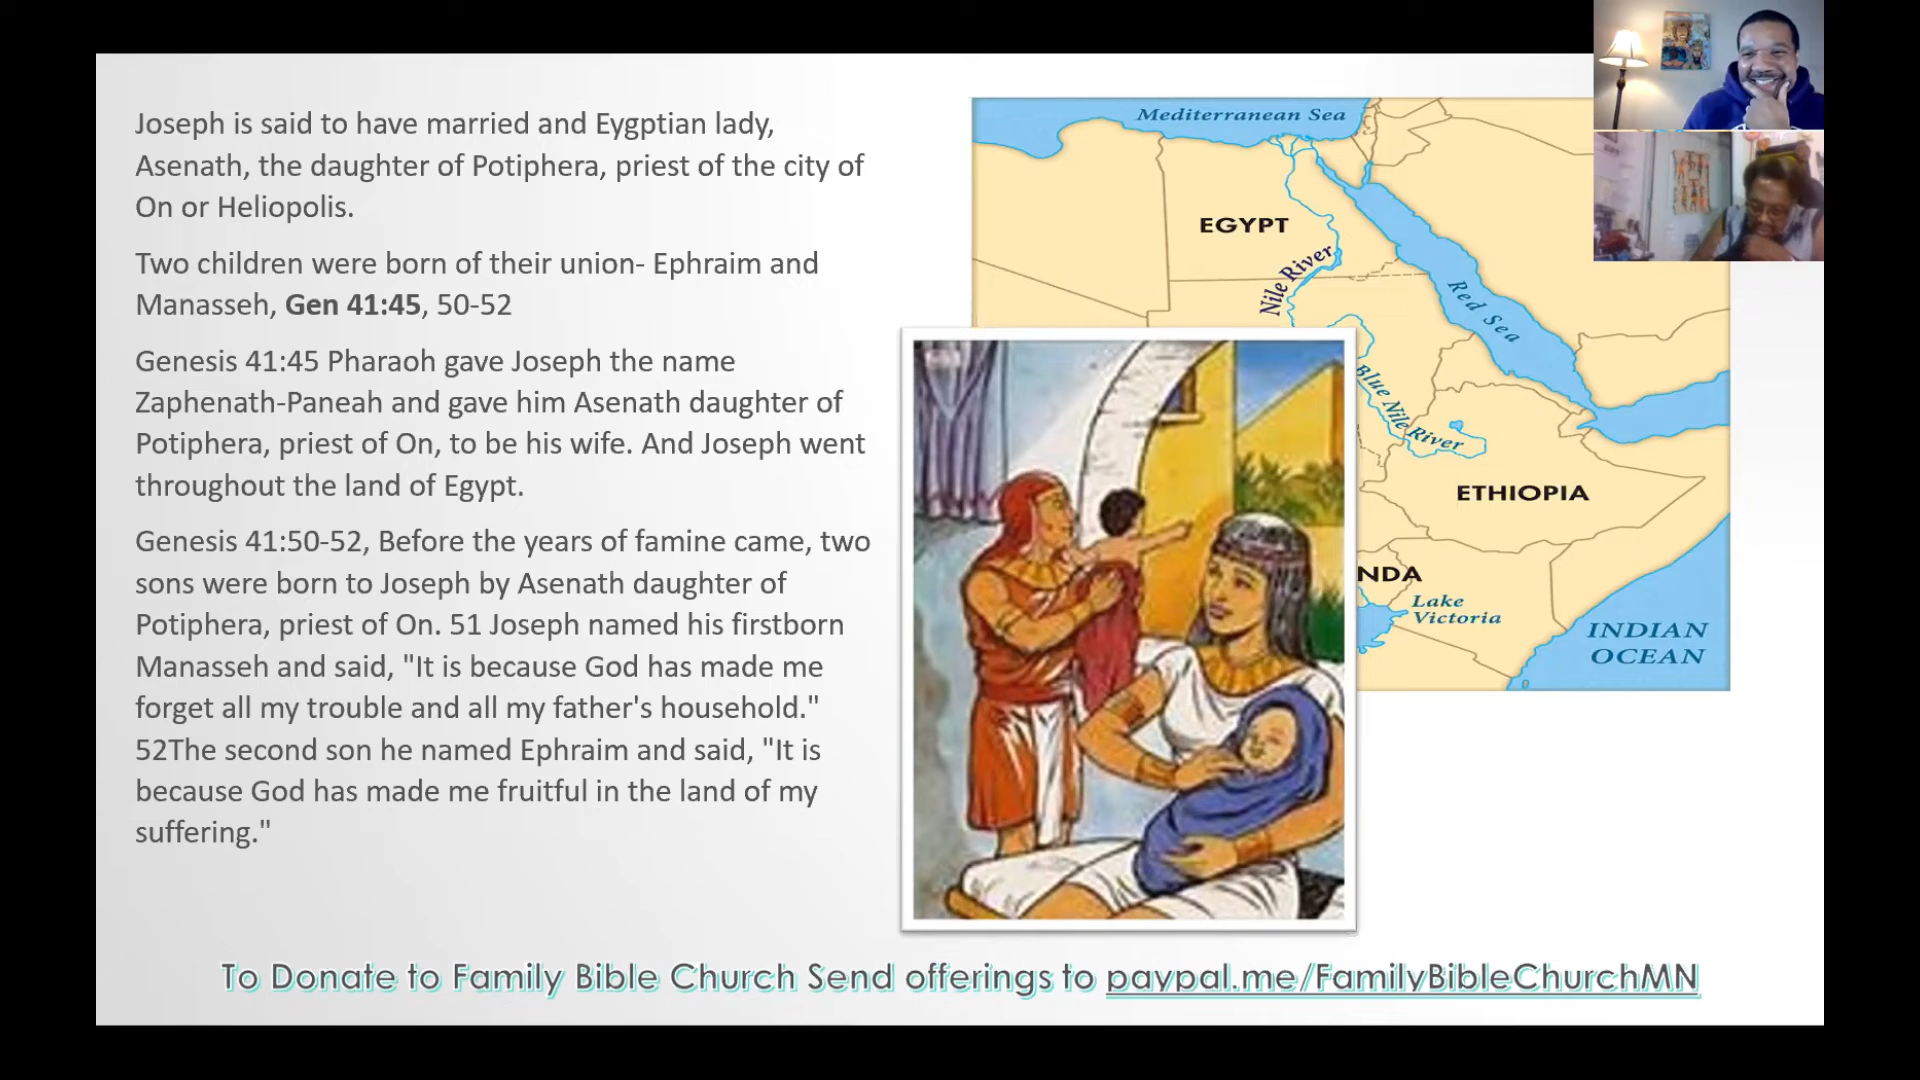 Joseph is said to have married and Eygptian lady,
Asenath, the daughter of Potiphera, priest of the city of
On or Heliopolis.
Two children were born of their union- Ephraim and
Manasseh, Gen 41:45, 50-52
Genesis 41:45 Pharaoh gave Joseph the name
Zaphenath-Paneah and gave him Asenath daughter of
Potiphera, priest of On, to be his wife. And Joseph went
throughout the land of Egypt.
Genesis 41:50-52, Before the years of famine came, two
sons were born to Joseph by Asenath daughter of
Potiphera, priest of On. 51 Joseph named his firstborn
Manasseh and said, "It is because God has made me
forget all my trouble and all my father's household."
52The second son he named Ephraim and said, "It is
because God has made me fruitful in the land of my
suffering."
Mediterranean Sea
EGYPT
Nile River
Red Sea
Blue Nile River
ETHIOPIA
NDA
Lake
Victoria
INDIAN
OCEAN
To Donate to Family Bible Church Send offerings to paypal.me/FamilyBibleChurchMN